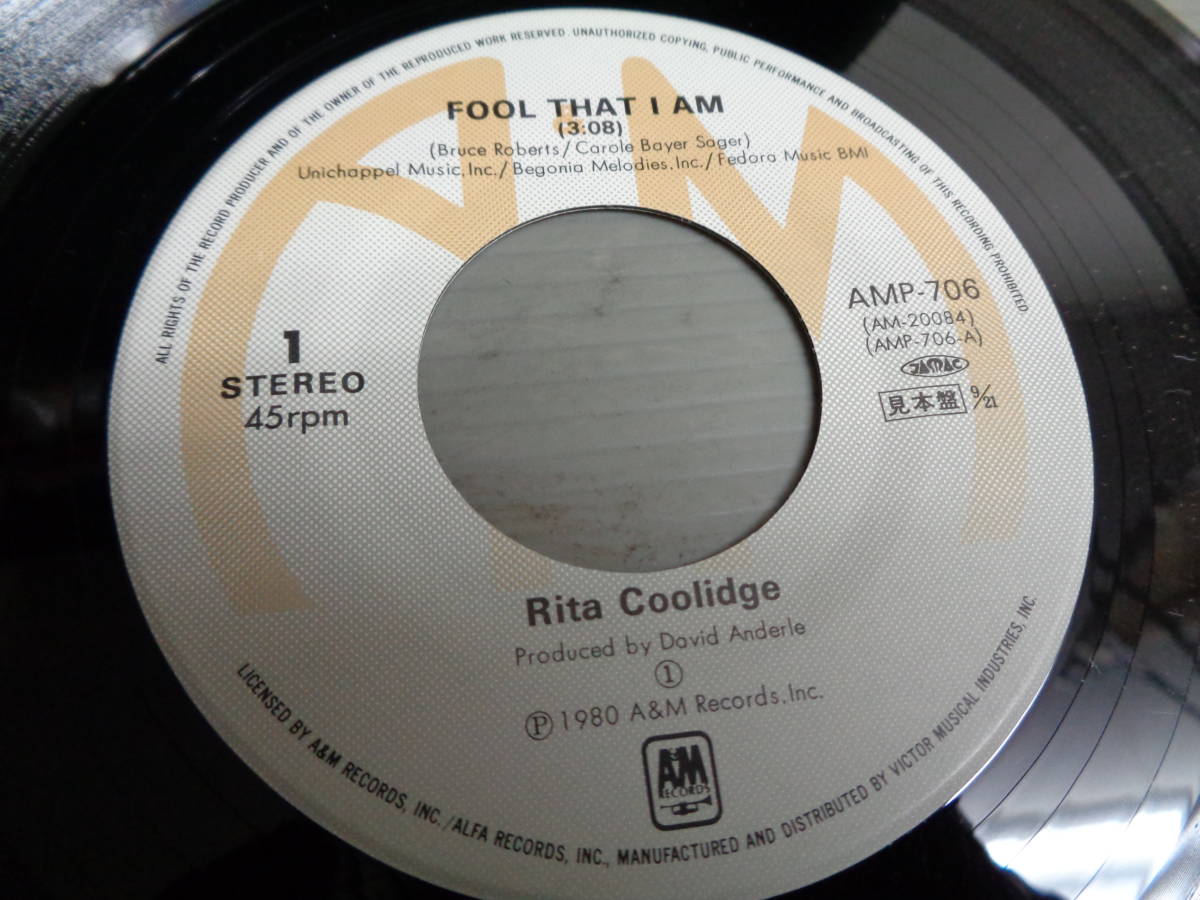 ALL RIGHTS OF THE RECORD PRODUCER AND OF THE OWNER OF THE REPRODUCED WORK RESERVED. UNAUTHORIZED COPYING, PUBLIC PERFORMANCE AND BROADCASTING OF THIS RECORDING PROHIBITED.
FOOL THAT I AM
(3:08)
(Bruce Roberts/Carole Bayer Sager)
Unichappel Music,Inc./Begonia Melodies,Inc./Fedora Music BMI
1
STEREO
45rpm
AMP-706
(AM-20084)
(AMP-706-A)
JASRAC
見本盤 9/21
Rita Coolidge
Produced by David Anderle
①
Ⓟ1980 A&M Records,Inc.
A&M
RECORDS
LICENSED BY A&M RECORDS, INC./ALFA RECORDS, INC., MANUFACTURED AND DISTRIBUTED BY VICTOR MUSICAL INDUSTRIES, INC.